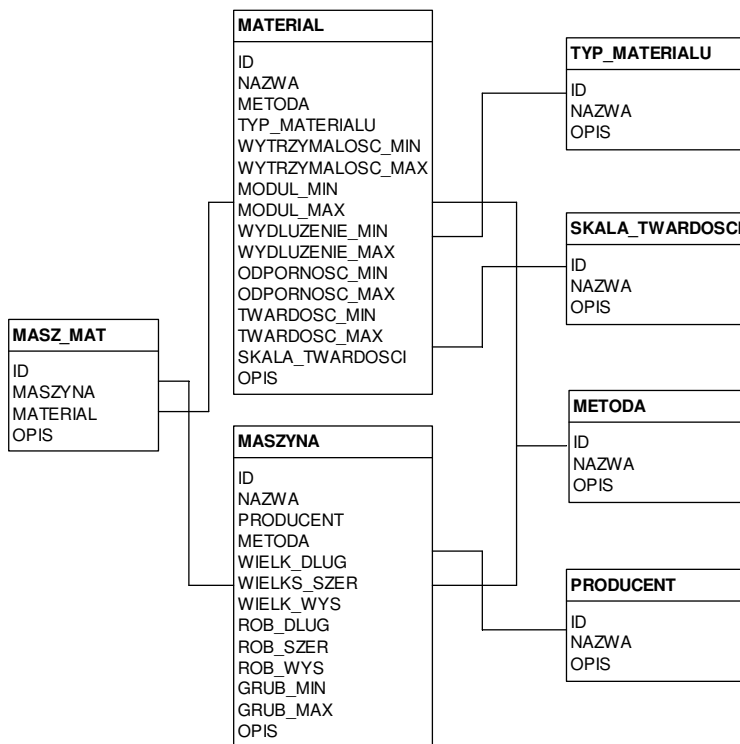 MATERIAL
ID
NAZWA
METODA
TYP_MATERIALU
WYTRZYMALOSC_MIN
WYTRZYMALOSC_MAX
MODUL_MIN
MODUL_MAX
WYDLUZENIE_MIN
WYDLUZENIE_MAX
ODPORNOSC_MIN
ODPORNOSC_MAX
TWARDOSC_MIN
TWARDOSC_MAX
SKALA_TWARDOSCI
OPIS
TYP_MATERIALU
ID
NAZWA
OPIS
SKALA_TWARDOSCI
ID
NAZWA
OPIS
MASZ_MAT
ID
MASZYNA
MATERIAL
OPIS
METODA
ID
NAZWA
OPIS
MASZYNA
ID
NAZWA
PRODUCENT
METODA
WIELK_DLUG
WIELKS_SZER
WIELK_WYS
ROB_DLUG
ROB_SZER
ROB_WYS
GRUB_MIN
GRUB_MAX
OPIS
PRODUCENT
ID
NAZWA
OPIS